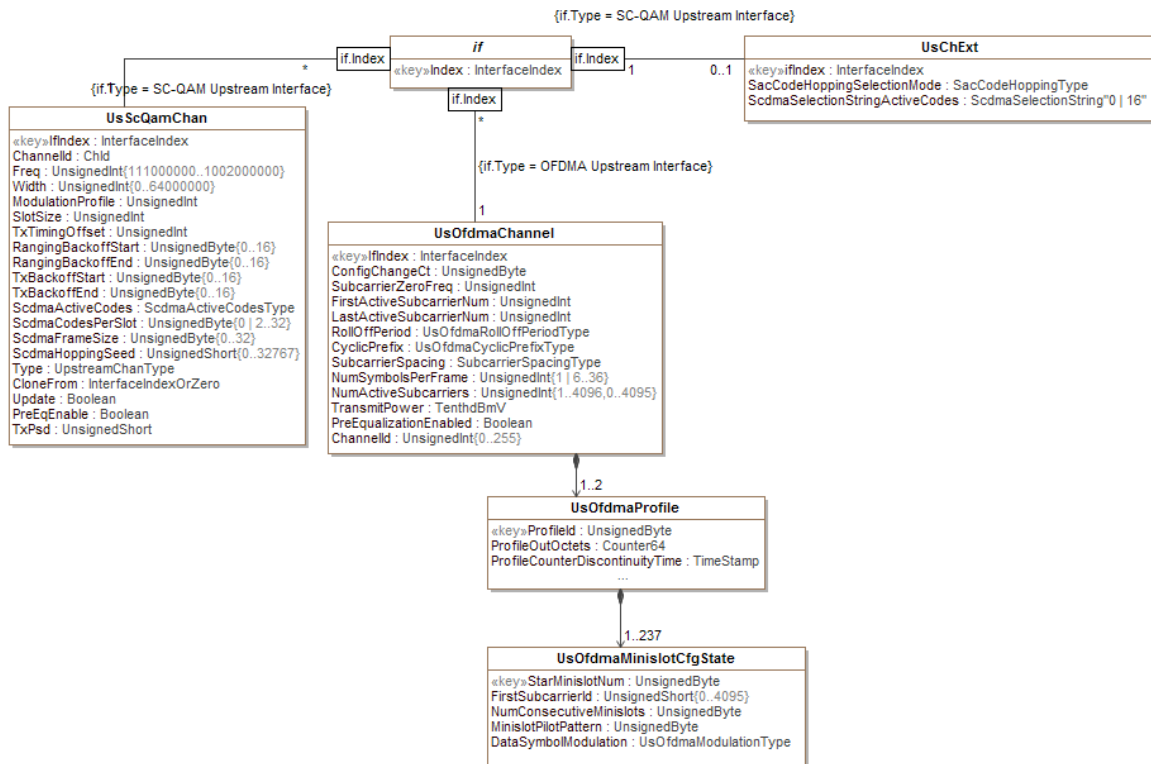 {if.Type = SC-QAM Upstream Interface}
if
«key»Index : InterfaceIndex
if.Index
if.Index
if.Index
*
1
0..1
*
UsChExt
«key»ifIndex : InterfaceIndex
SacCodeHoppingSelectionMode : SacCodeHoppingType
ScdmaSelectionStringActiveCodes : ScdmaSelectionString"0 | 16"
{if.Type = SC-QAM Upstream Interface}
UsScQamChan
«key»IfIndex : InterfaceIndex
ChannelId : ChId
Freq : UnsignedInt{111000000..1002000000}
Width : UnsignedInt{0..64000000}
ModulationProfile : UnsignedInt
SlotSize : UnsignedInt
TxTimingOffset : UnsignedInt
RangingBackoffStart : UnsignedByte{0..16}
RangingBackoffEnd : UnsignedByte{0..16}
TxBackoffStart : UnsignedByte{0..16}
TxBackoffEnd : UnsignedByte{0..16}
ScdmaActiveCodes : ScdmaActiveCodesType
ScdmaCodesPerSlot : UnsignedByte{0 | 2..32}
ScdmaFrameSize : UnsignedByte{0..32}
ScdmaHoppingSeed : UnsignedShort{0..32767}
Type : UpstreamChanType
CloneFrom : InterfaceIndexOrZero
Update : Boolean
PreEqEnable : Boolean
TxPsd : UnsignedShort
{if.Type = OFDMA Upstream Interface}
1
UsOfdmaChannel
«key»IfIndex : InterfaceIndex
ConfigChangeCt : UnsignedByte
SubcarrierZeroFreq : UnsignedInt
FirstActiveSubcarrierNum : UnsignedInt
LastActiveSubcarrierNum : UnsignedInt
RollOffPeriod : UsOfdmaRollOffPeriodType
CyclicPrefix : UsOfdmaCyclicPrefixType
SubcarrierSpacing : SubcarrierSpacingType
NumSymbolsPerFrame : UnsignedInt{1 | 6..36}
NumActiveSubcarriers : UnsignedInt{1..4096,0..4095}
TransmitPower : TenthdBmV
PreEqualizationEnabled : Boolean
ChannelId : UnsignedInt{0..255}
1..2
UsOfdmaProfile
«key»ProfileId : UnsignedByte
ProfileOutOctets : Counter64
ProfileCounterDiscontinuityTime : TimeStamp
...
1..237
UsOfdmaMinislotCfgState
«key»StarMinislotNum : UnsignedByte
FirstSubcarrierId : UnsignedShort{0..4095}
NumConsecutiveMinislots : UnsignedByte
MinislotPilotPattern : UnsignedByte
DataSymbolModulation : UsOfdmaModulationType